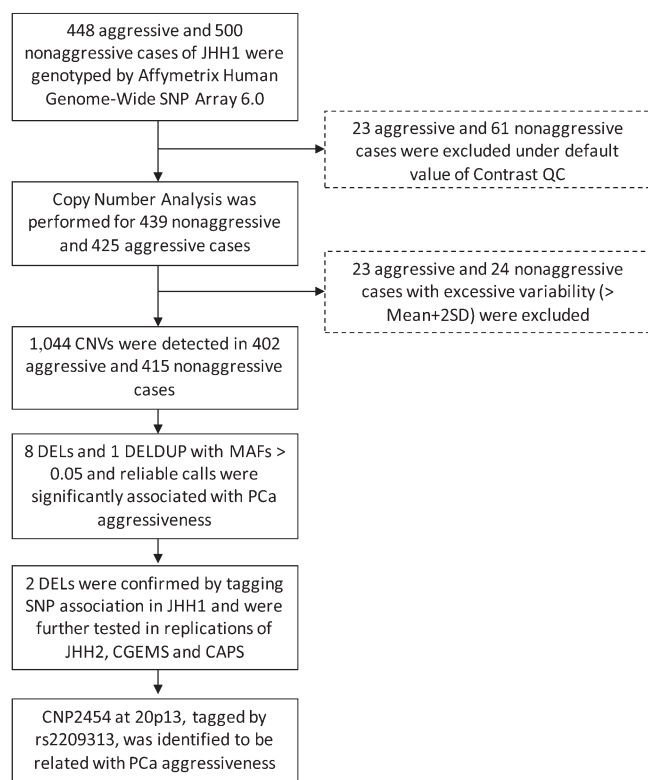 448 aggressive and 500
nonaggressive cases of JHH1 were
genotyped by Affymetrix Human
Genome-Wide SNP Array 6.0
23 aggressive and 61 nonaggressive
cases were excluded under default
value of Contrast QC
Copy Number Analysis was
performed for 439 nonaggressive
and 425 aggressive cases
23 aggressive and 24 nonaggressive
cases with excessive variability (>
Mean+2SD) were excluded
1,044 CNVs were detected in 402
aggressive and 415 nonaggressive
cases
8 DELs and 1 DELDUP with MAFs >
0.05 and reliable calls were
significantly associated with PCa
aggressiveness
2 DELs were confirmed by tagging
SNP association in JHH1 and were
further tested in replications of
JHH2, CGEMS and CAPS
CNP2454 at 20p13, tagged by
rs2209313, was identified to be
related with PCa aggressiveness